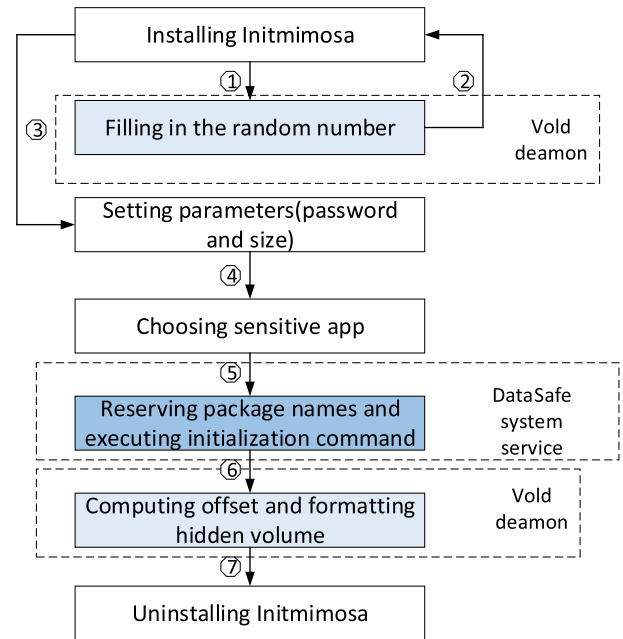 Installing Initmimosa
①
②
Filling in the random number
Vold
deamon
③
Setting parameters(password
and size)
④
Choosing sensitive app
⑤
Reserving package names and
executing initialization command
DataSafe
system
service
⑥
Computing offset and formatting
hidden volume
Vold
deamon
⑦
Uninstalling Initmimosa